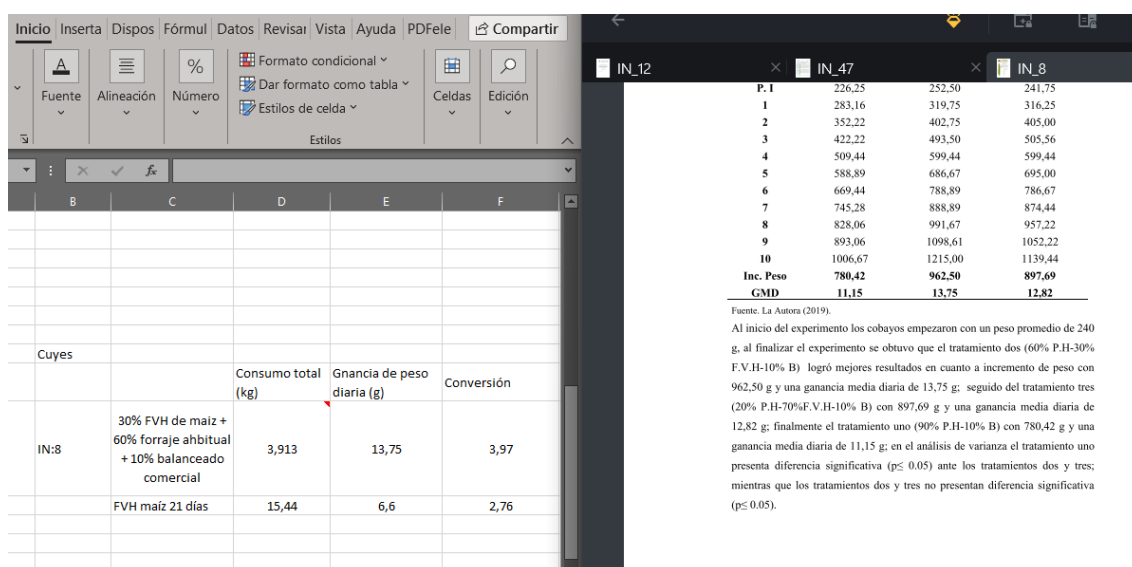 Inicio Inserta Dispos Fórmul Datos Revisar Vista Ayuda PDFele Compartir
Fuente
Alineación
Número
Formato condicional
Dar formato como tabla
Estilos de celda
Estilos
Celdas
Edición
fx
B C D E F
Cuyes
Consumo total (kg)
Gnancia de peso diaria (g)
Conversión
IN:8
30% FVH de maiz +
60% forraje ahbitual
+ 10% balanceado
comercial
3,913 13,75 3,97
FVH maíz 21 días 15,44 6,6 2,76
IN_12 IN_47 IN_8
P. I 226,25 252,50 241,75
1 283,16 319,75 316,25
2 352,22 402,75 405,00
3 422,22 493,50 505,56
4 509,44 599,44 599,44
5 588,89 686,67 695,00
6 669,44 788,89 786,67
7 745,28 888,89 874,44
8 828,06 991,67 957,22
9 893,06 1098,61 1052,22
10 1006,67 1215,00 1139,44
Inc. Peso 780,42 962,50 897,69
GMD 11,15 13,75 12,82
Fuente. La Autora (2019).
Al inicio del experimento los cobayos empezaron con un peso promedio de 240
g, al finalizar el experimento se obtuvo que el tratamiento dos (60% P.H-30%
F.V.H-10% B) logró mejores resultados en cuanto a incremento de peso con
962,50 g y una ganancia media diaria de 13,75 g; seguido del tratamiento tres
(20% P.H-70%F.V.H-10% B) con 897,69 g y una ganancia media diaria de
12,82 g; finalmente el tratamiento uno (90% P.H-10% B) con 780,42 g y una
ganancia media diaria de 11,15 g; en el análisis de varianza el tratamiento uno
presenta diferencia significativa (p≤ 0.05) ante los tratamientos dos y tres;
mientras que los tratamientos dos y tres no presentan diferencia significativa
(p≤ 0.05).